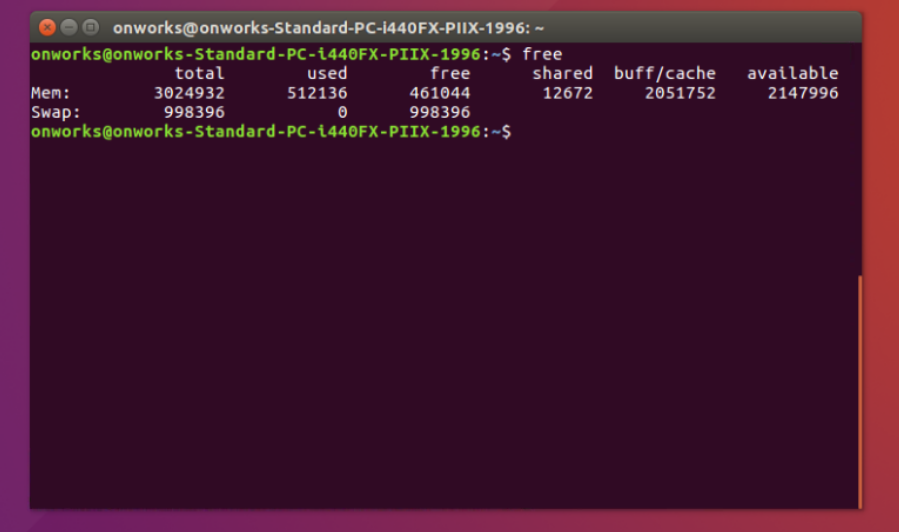 onworks@onworks-Standard-PC-i440FX-PIIX-1996: ~
onworks@onworks-Standard-PC-i440FX-PIIX-1996:~$ free
total used free shared buff/cache available
Mem: 3024932 512136 461044 12672 2051752 2147996
Swap: 998396 0 998396
onworks@onworks-Standard-PC-i440FX-PIIX-1996:~$